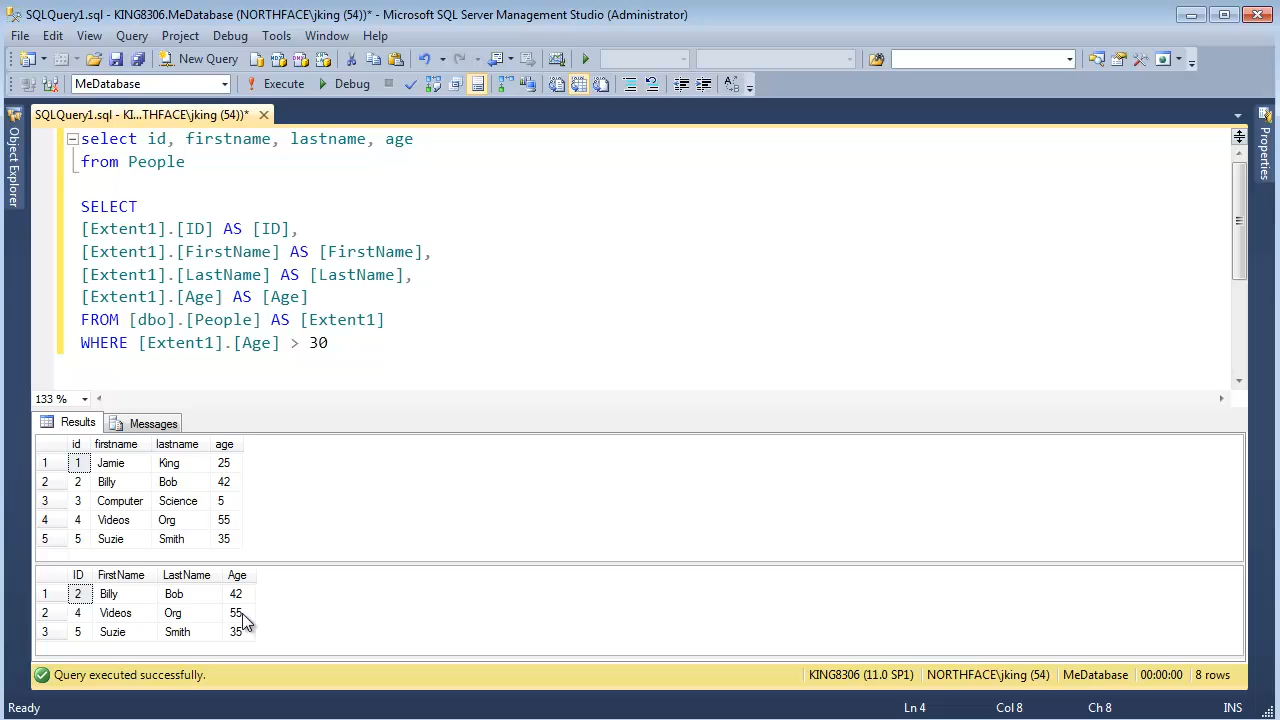 SQLQuery1.sql - KING8306.MeDatabase (NORTHFACE\jking (54))* - Microsoft SQL Server Management Studio (Administrator)
File Edit View Query Project Debug Tools Window Help
New Query
MeDatabase Execute Debug
SQLQuery1.sql - KI...THFACE\jking (54))*
Object Explorer
Properties
select id, firstname, lastname, age
from People
SELECT
[Extent1].[ID] AS [ID],
[Extent1].[FirstName] AS [FirstName],
[Extent1].[LastName] AS [LastName],
[Extent1].[Age] AS [Age]
FROM [dbo].[People] AS [Extent1]
WHERE [Extent1].[Age] > 30
133 %
Results Messages
id firstname lastname age
1 1 Jamie King 25
2 2 Billy Bob 42
3 3 Computer Science 5
4 4 Videos Org 55
5 5 Suzie Smith 35
ID FirstName LastName Age
1 2 Billy Bob 42
2 4 Videos Org 55
3 5 Suzie Smith 35
Query executed successfully. KING8306 (11.0 SP1) NORTHFACE\jking (54) MeDatabase 00:00:00 8 rows
Ready Ln 4 Col 8 Ch 8 INS